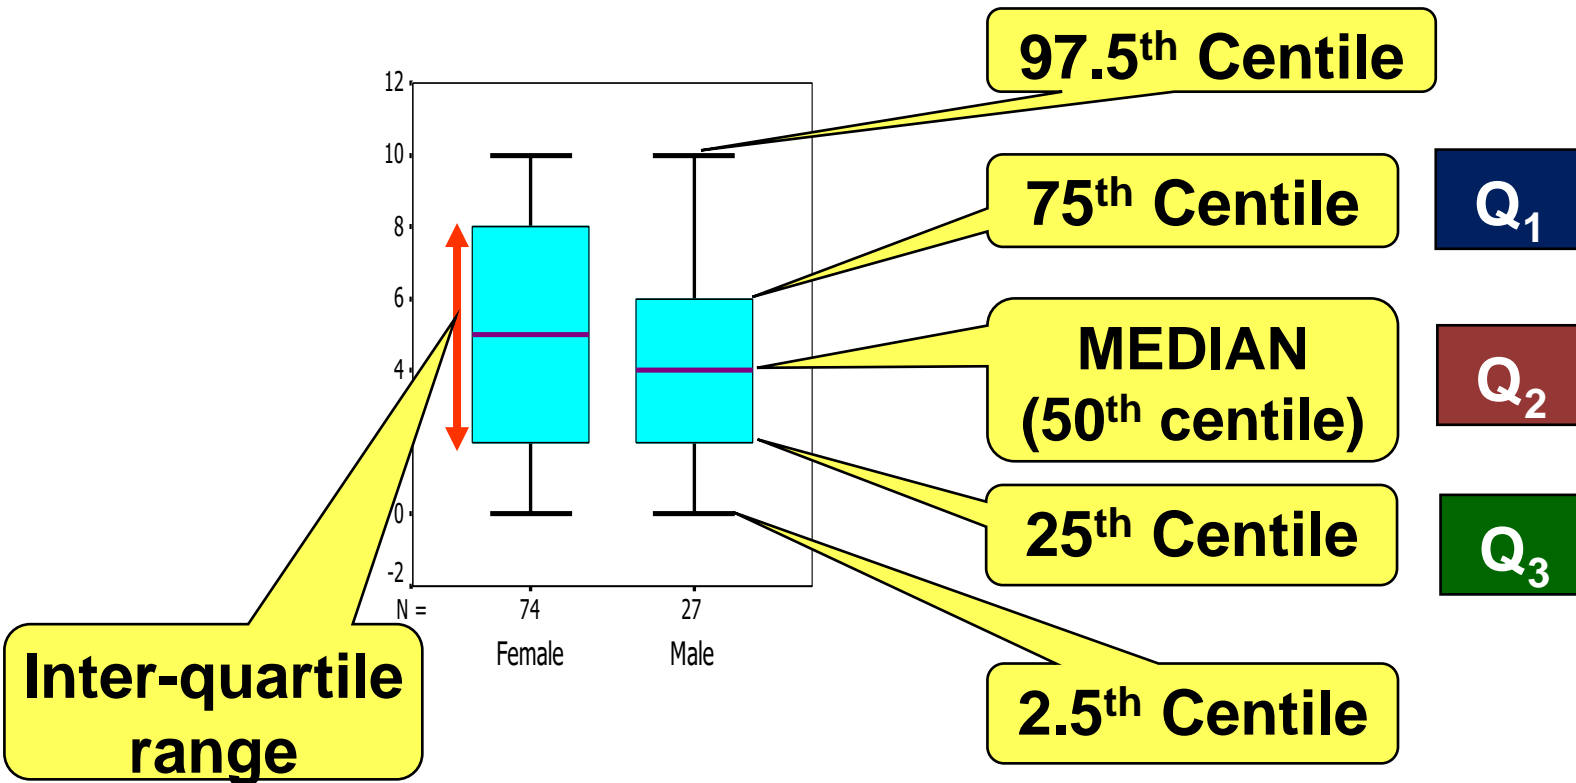 97.5th Centile
12
10
8
6
4
0
-2
N =
74
27
Female
Male
75th Centile
Q1
MEDIAN
(50th centile)
Q2
25th Centile
Q3
2.5th Centile
Inter-quartile
range